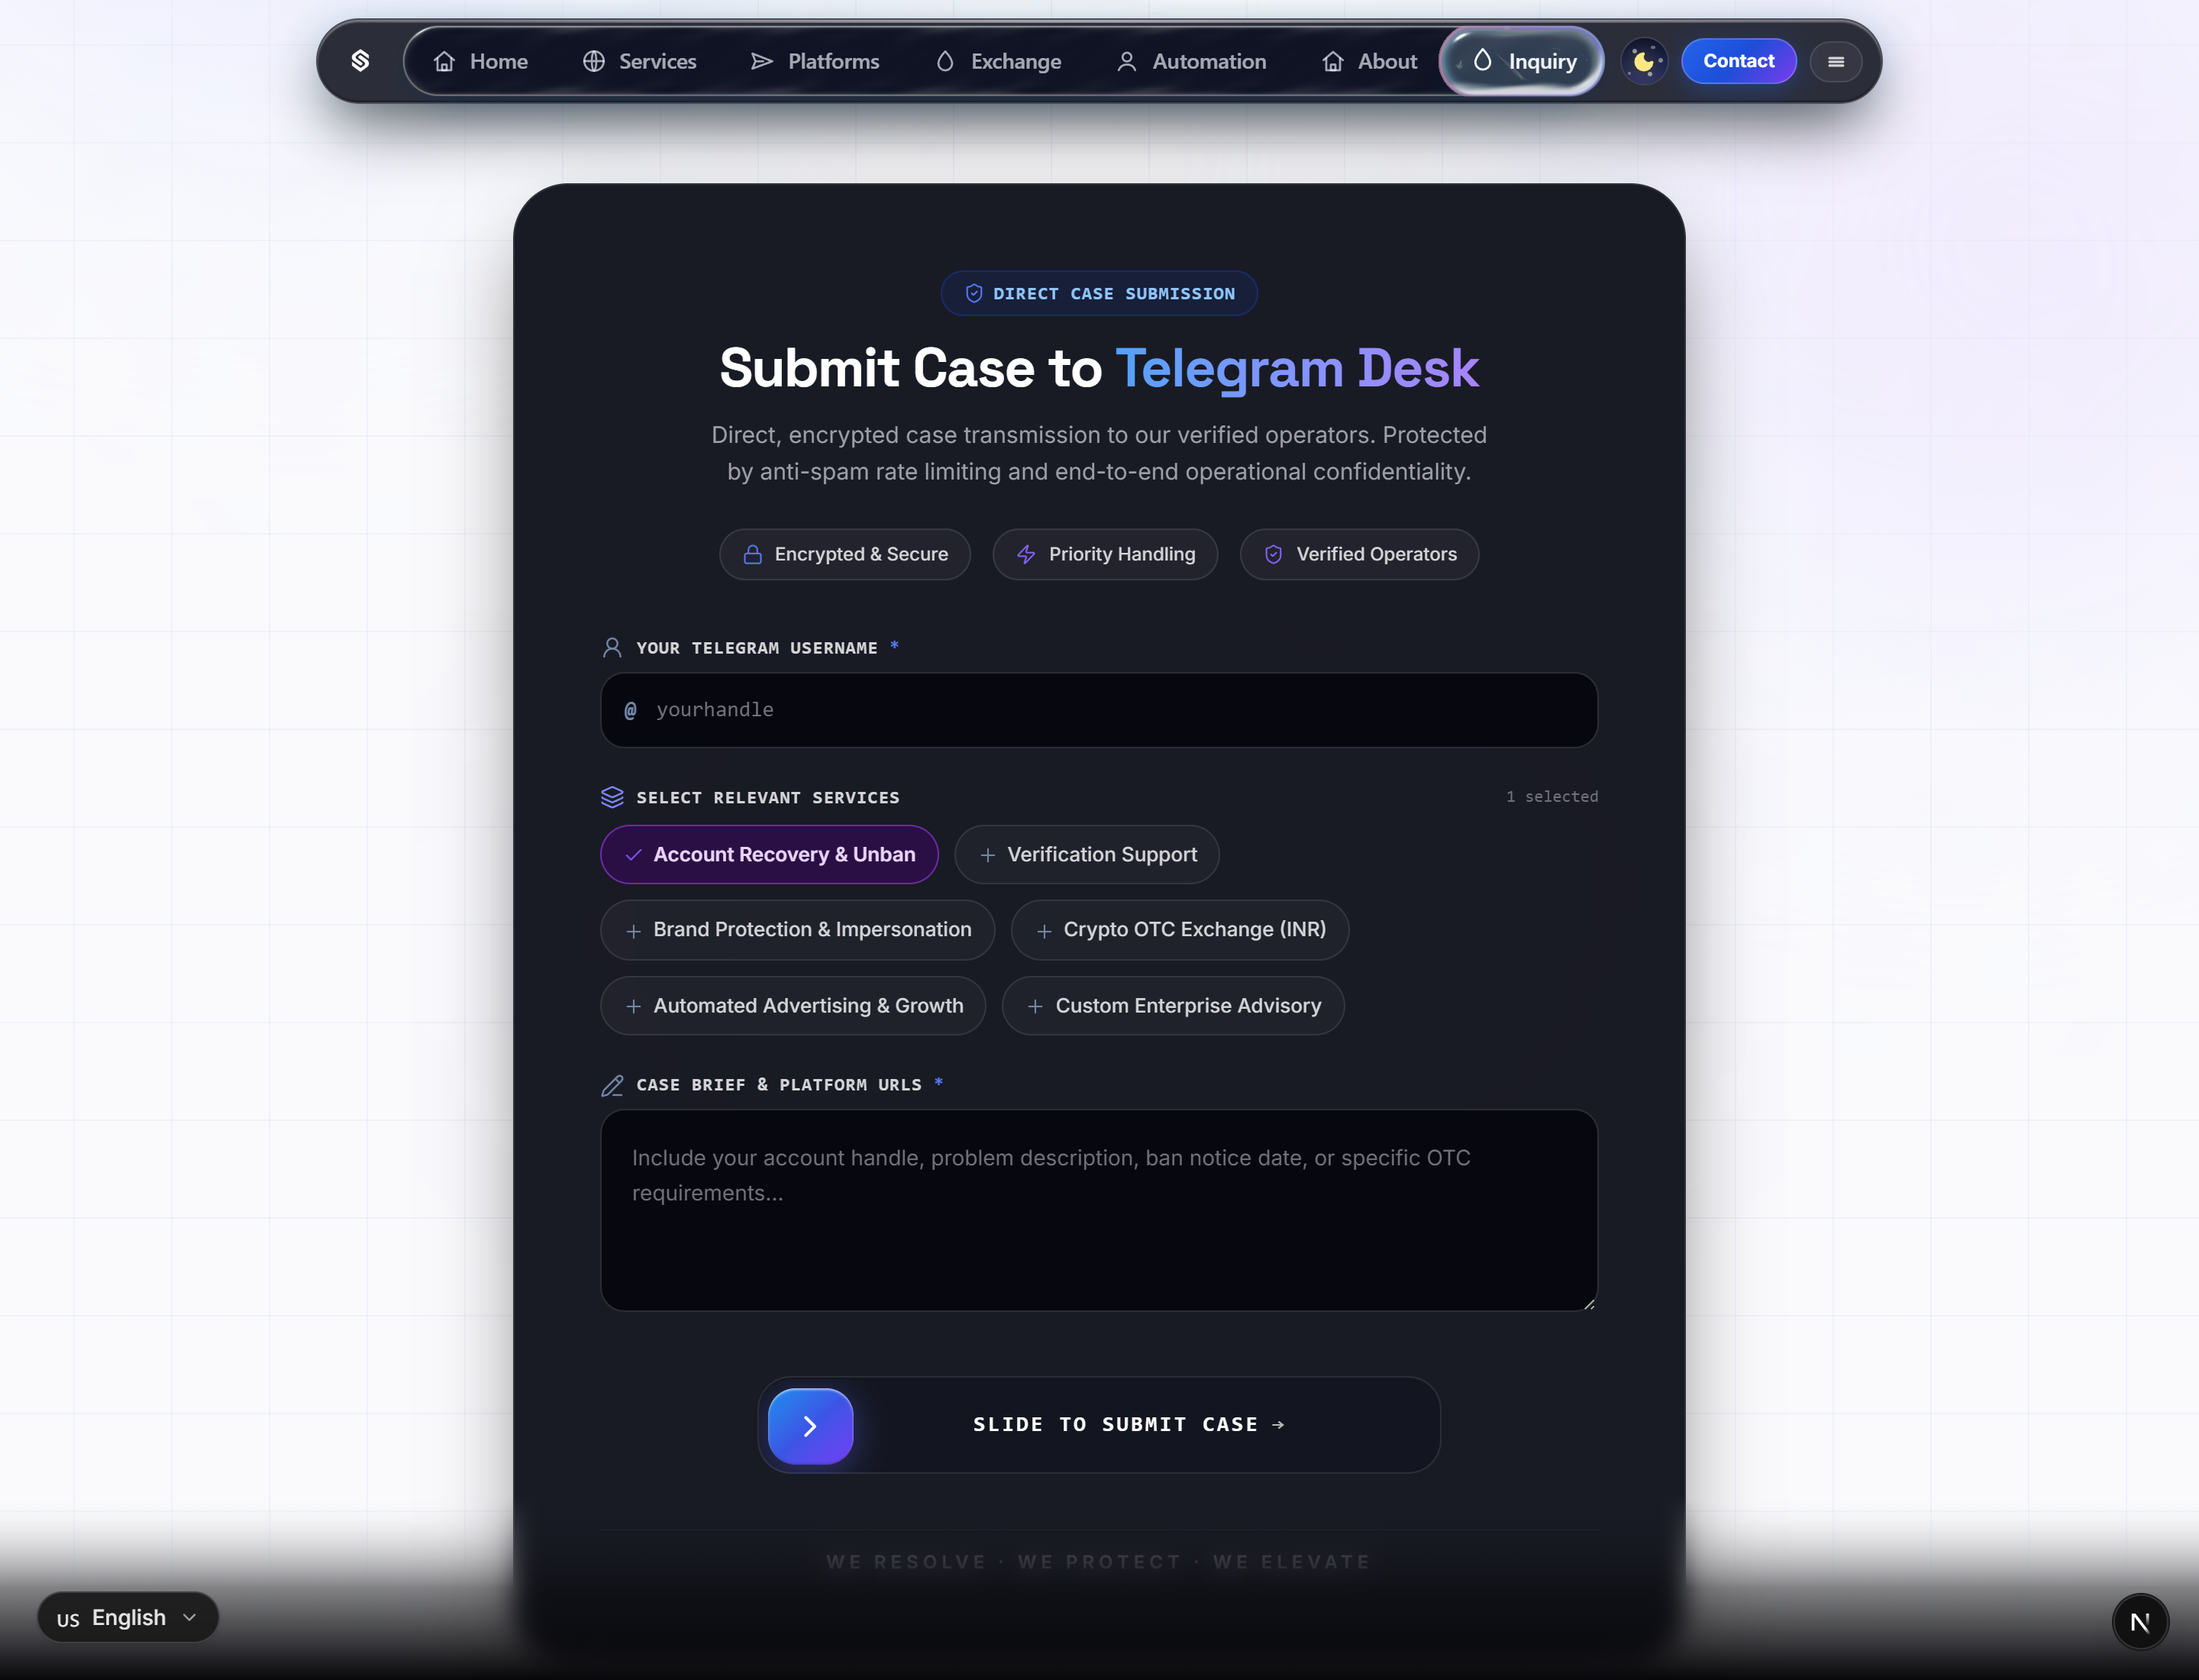 Home
Services
Platforms
Exchange
Automation
About
Inquiry
Contact
DIRECT CASE SUBMISSION
Submit Case to Telegram Desk
Direct, encrypted case transmission to our verified operators. Protected
by anti-spam rate limiting and end-to-end operational confidentiality.
Encrypted & Secure
Priority Handling
Verified Operators
YOUR TELEGRAM USERNAME *
@ yourhandle
SELECT RELEVANT SERVICES
1 selected
Account Recovery & Unban
+ Verification Support
+ Brand Protection & Impersonation
+ Crypto OTC Exchange (INR)
+ Automated Advertising & Growth
+ Custom Enterprise Advisory
CASE BRIEF & PLATFORM URLS *
Include your account handle, problem description, ban notice date, or specific OTC
requirements...
SLIDE TO SUBMIT CASE →
WE RESOLVE · WE PROTECT · WE ELEVATE
US English
N